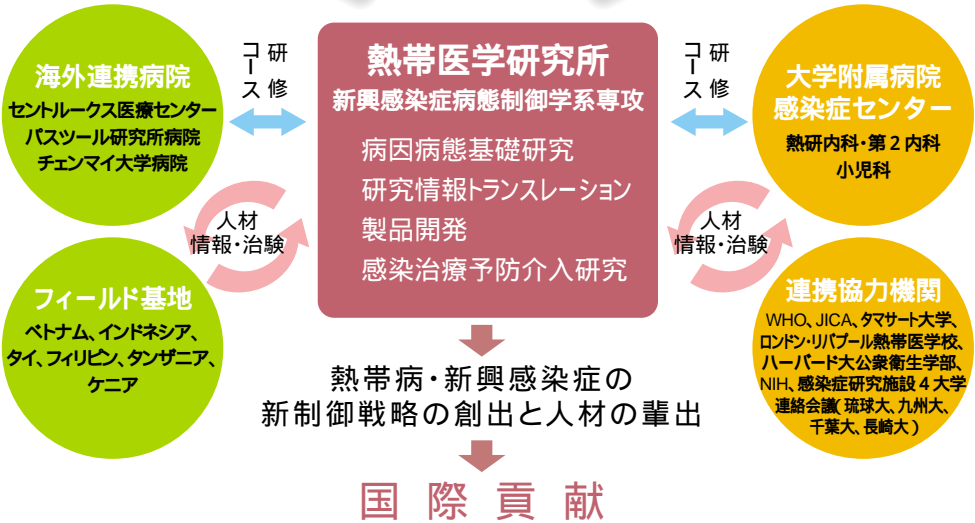 海外連携病院
セントルークス医療センター
パスツール研究所病院
チェンマイ大学病院
研修
コース
熱帯医学研究所
新興感染症病態制御学系専攻
病因病態基礎研究
研究情報トランスレーション
製品開発
感染治療予防介入研究
研修
コース
大学附属病院
感染症センター
熱研内科・第2内科
小児科
人材
情報・治験
人材
情報・治験
フィールド基地
ベトナム、インドネシア、
タイ、フィリピン、タンザニア、
ケニア
連携協力機関
WHO、JICA、タマサート大学、
ロンドン・リバプール熱帯医学校、
ハーバード大公衆衛生学部、
NIH、感染症研究施設4大学
連絡会議(琉球大、九州大、
千葉大、長崎大)
熱帯病・新興感染症の
新制御戦略の創出と人材の輩出
国際貢献